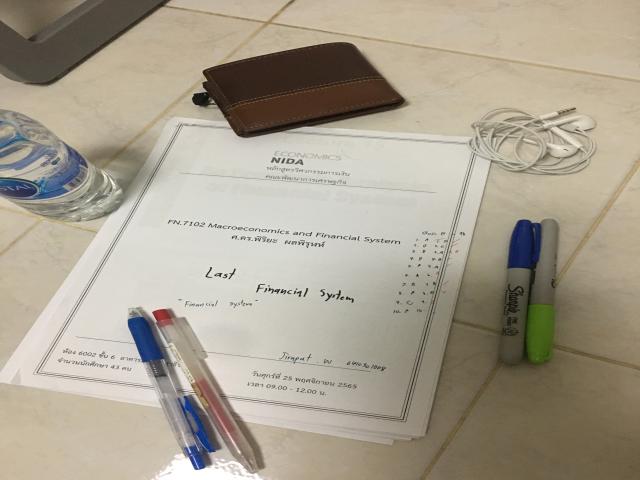 ECONOMICS
NIDA
หลักสูตรวิศวกรรมการเงิน
คณะพัฒนาการเศรษฐกิจ
FN.7102 Macroeconomics and Financial System
ศ.ดร.พิริยะ ผลพิรุฬห์
Last
Financial System
"Financial system"
Jiraput W
ห้อง 6002 ชั้น 6 อาคาร
จำนวนนักศึกษา 43 คน
วันศุกร์ที่ 25 พฤศจิกายน 2565
เวลา 09.00 - 12.00 น.
Sharpie